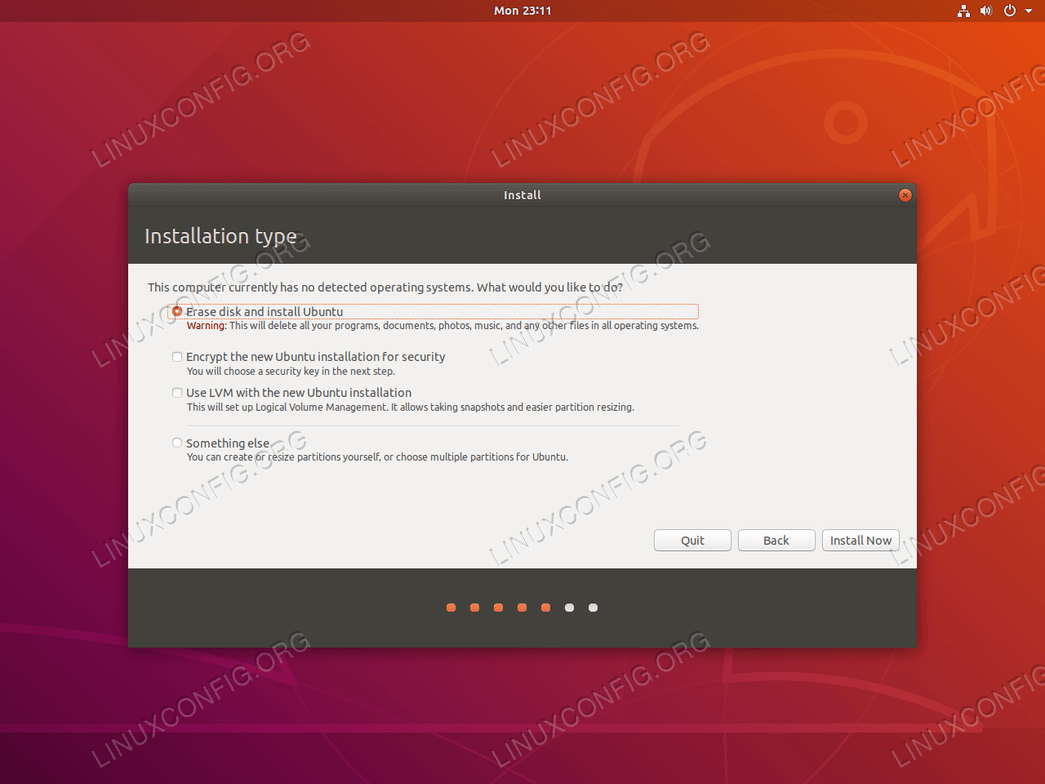 Mon 23:11
Install
Installation type
This computer currently has no detected operating systems. What would you like to do?
Erase disk and install Ubuntu
Warning: This will delete all your programs, documents, photos, music, and any other files in all operating systems.
Encrypt the new Ubuntu installation for security
You will choose a security key in the next step.
Use LVM with the new Ubuntu installation
This will set up Logical Volume Management. It allows taking snapshots and easier partition resizing.
Something else
You can create or resize partitions yourself, or choose multiple partitions for Ubuntu.
Quit
Back
Install Now
LINUXCONFIG.ORG
LINUXCONFIG.ORG
LINUXCONFIG.ORG
LINUXCONFIG.ORG
LINUXCONFIG.ORG
LINUXCONFIG.ORG
LINUXCONFIG.ORG
LINUXCONFIG.ORG
LINUXCONFIG.ORG
LINUXCONFIG.ORG
LINUXCONFIG.ORG
LINUXCONFIG.ORG